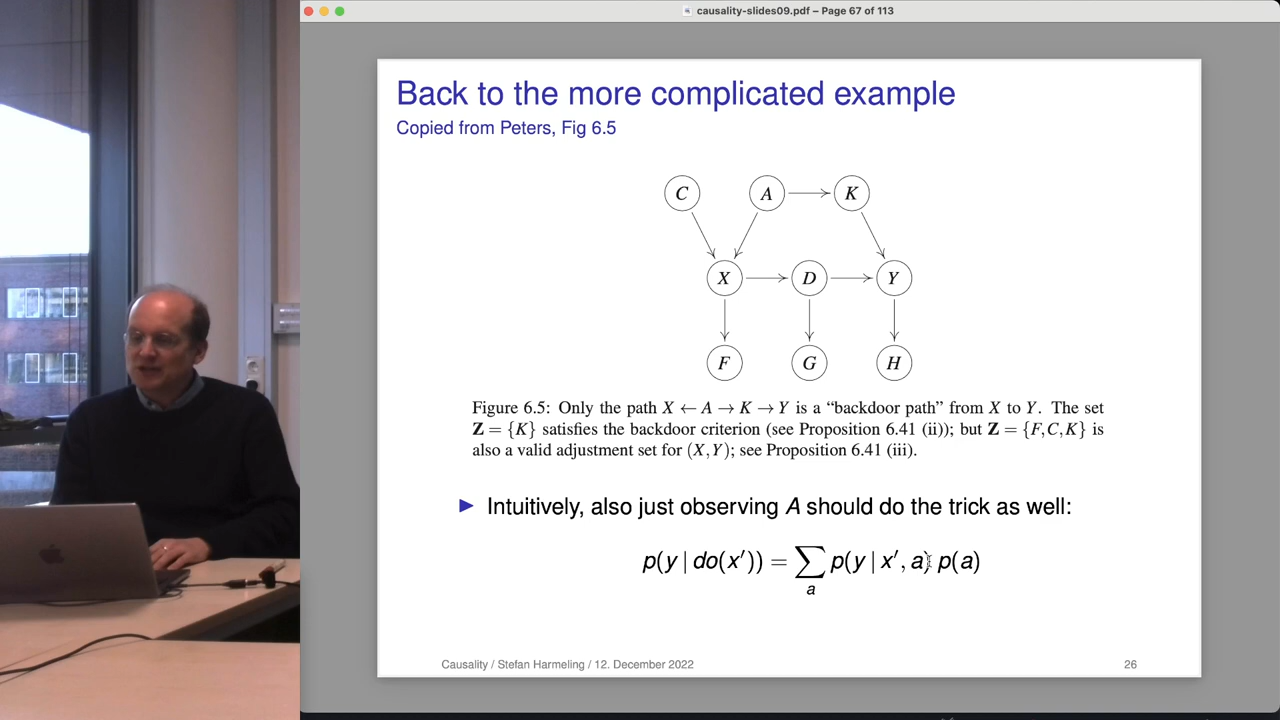 causality-slides09.pdf – Page 67 of 113
Back to the more complicated example
Copied from Peters, Fig 6.5
C A K
X D Y
F G H
Figure 6.5: Only the path X ← A → K → Y is a “backdoor path” from X to Y. The set
Z = {K} satisfies the backdoor criterion (see Proposition 6.41 (ii)); but Z = {F,C,K} is
also a valid adjustment set for (X,Y); see Proposition 6.41 (iii).
▶ Intuitively, also just observing A should do the trick as well:
p(y | do(x′)) = ∑ p(y | x′, a) p(a)
a
Causality / Stefan Harmeling / 12. December 2022 26